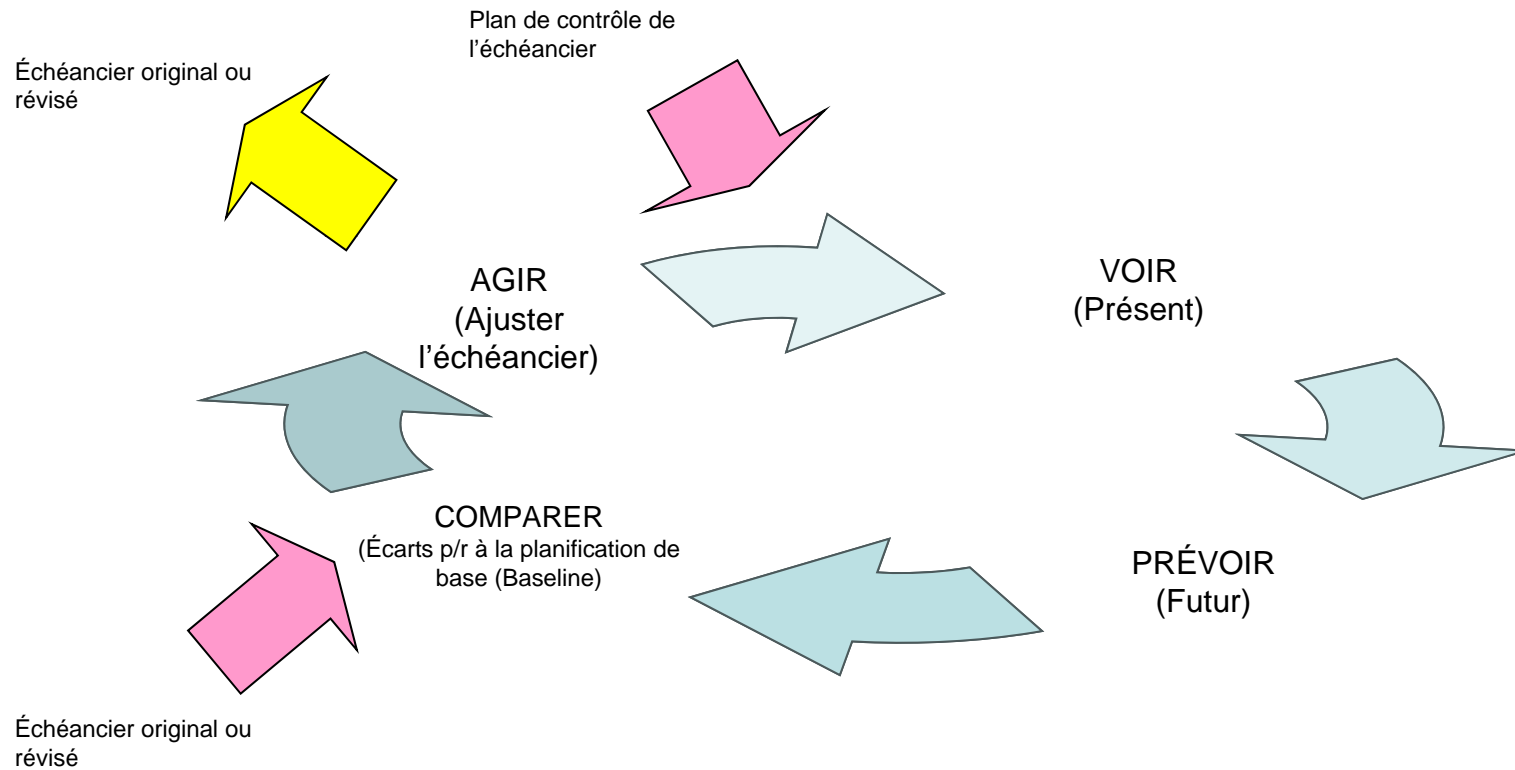 Plan de contrôle de
l’échéancier
Échéancier original ou
révisé
AGIR
(Ajuster
l’échéancier)
VOIR
(Présent)
COMPARER
(Écarts p/r à la planification de
base (Baseline)
PRÉVOIR
(Futur)
Échéancier original ou
révisé